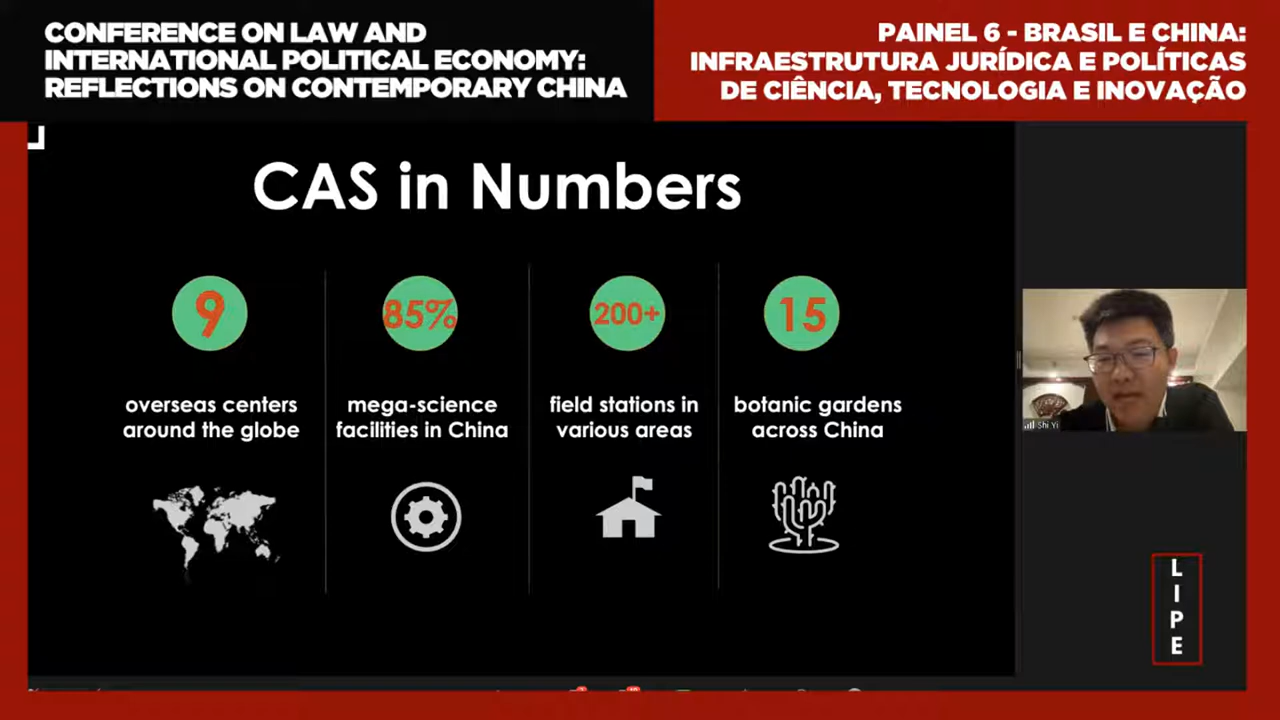 CONFERENCE ON LAW AND
INTERNATIONAL POLITICAL ECONOMY:
REFLECTIONS ON CONTEMPORARY CHINA
PAINEL 6 - BRASIL E CHINA:
INFRAESTRUTURA JURÍDICA E POLÍTICAS
DE CIÊNCIA, TECNOLOGIA E INOVAÇÃO
CAS in Numbers
9
overseas centers
around the globe
85%
mega-science
facilities in China
200+
field stations in
various areas
15
botanic gardens
across China
Shi Yi
L
I
P
E